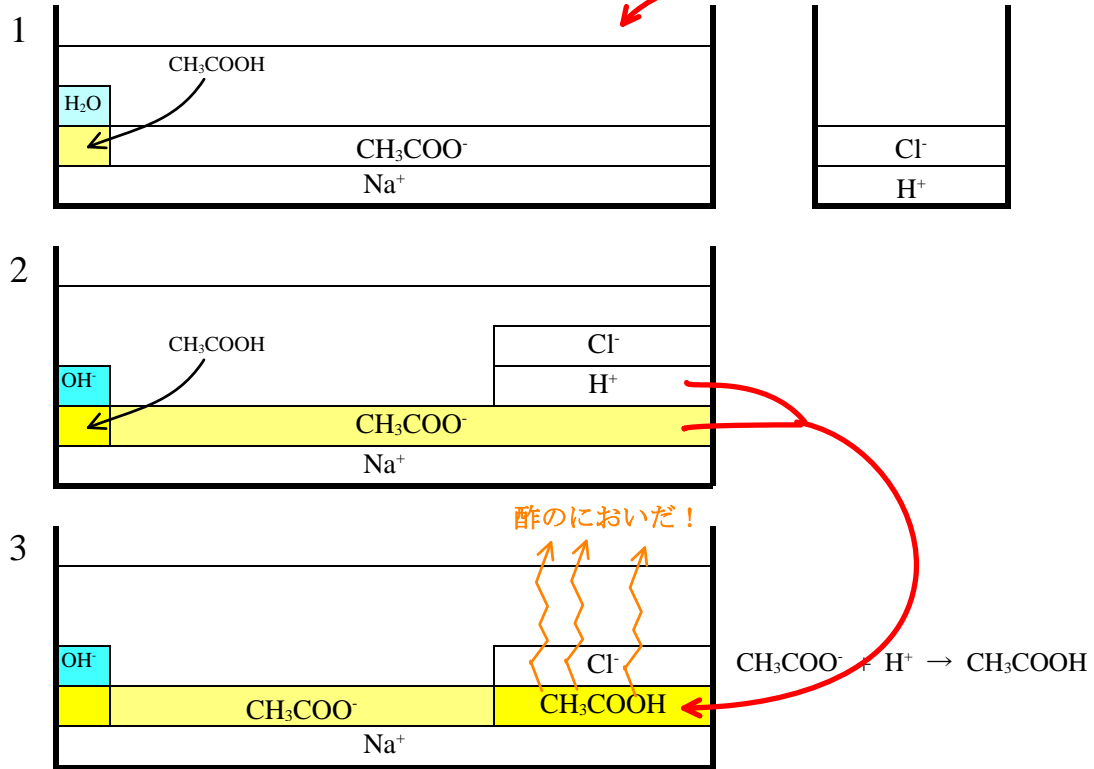 1
CH₃COOH
H₂O
CH₃COO⁻
Cl⁻
Na⁺
H⁺
2
CH₃COOH
Cl⁻
OH⁻
H⁺
CH₃COO⁻
Na⁺
酢のにおいだ！
3
OH⁻
Cl⁻
CH₃COO⁻ + H⁺ → CH₃COOH
CH₃COO⁻
CH₃COOH
Na⁺